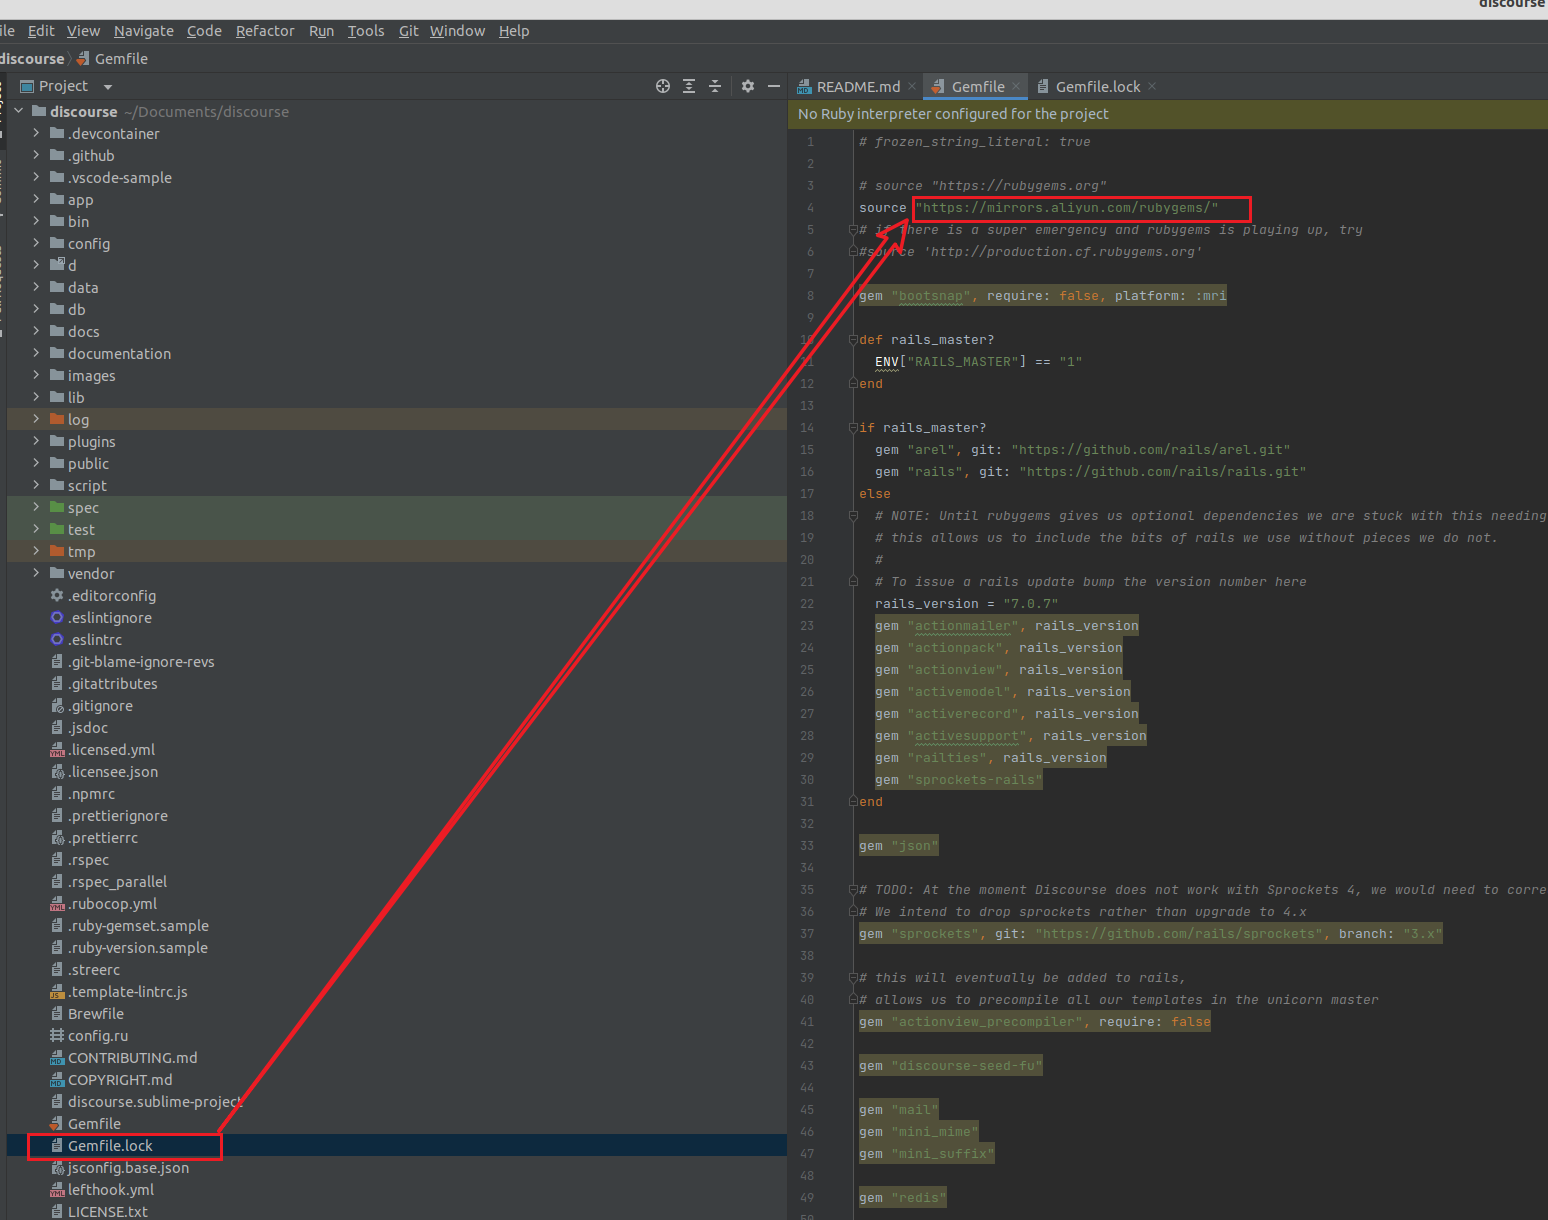 discourse
ile Edit View Navigate Code Refactor Run Tools Git Window Help
discourse Gemfile
Project
discourse ~/Documents/discourse
.devcontainer
.github
.vscode-sample
app
bin
config
d
data
db
docs
documentation
images
lib
log
plugins
public
script
spec
test
tmp
vendor
.editorconfig
.eslintignore
.eslintrc
.git-blame-ignore-revs
.gitattributes
.gitignore
.jsdoc
.licensed.yml
.licensee.json
.npmrc
.prettierignore
.prettierrc
.rspec
.rspec_parallel
.rubocop.yml
.ruby-gemset.sample
.ruby-version.sample
.streerc
.template-lintrc.js
Brewfile
config.ru
CONTRIBUTING.md
COPYRIGHT.md
discourse.sublime-project
Gemfile
Gemfile.lock
jsconfig.base.json
lefthook.yml
LICENSE.txt
README.md Gemfile Gemfile.lock
No Ruby interpreter configured for the project
1 # frozen_string_literal: true
2
3 # source "https://rubygems.org"
4 source "https://mirrors.aliyun.com/rubygems/"
5 # if there is a super emergency and rubygems is playing up, try
6 #source 'http://production.cf.rubygems.org'
7
8 gem "bootsnap", require: false, platform: :mri
9
10 def rails_master?
11 ENV["RAILS_MASTER"] == "1"
12 end
13
14 if rails_master?
15 gem "arel", git: "https://github.com/rails/arel.git"
16 gem "rails", git: "https://github.com/rails/rails.git"
17 else
18 # NOTE: Until rubygems gives us optional dependencies we are stuck with this needing
19 # this allows us to include the bits of rails we use without pieces we do not.
20 #
21 # To issue a rails update bump the version number here
22 rails_version = "7.0.7"
23 gem "actionmailer", rails_version
24 gem "actionpack", rails_version
25 gem "actionview", rails_version
26 gem "activemodel", rails_version
27 gem "activerecord", rails_version
28 gem "activesupport", rails_version
29 gem "railties", rails_version
30 gem "sprockets-rails"
31 end
32
33 gem "json"
34
35 # TODO: At the moment Discourse does not work with Sprockets 4, we would need to corre
36 # We intend to drop sprockets rather than upgrade to 4.x
37 gem "sprockets", git: "https://github.com/rails/sprockets", branch: "3.x"
38
39 # this will eventually be added to rails,
40 # allows us to precompile all our templates in the unicorn master
41 gem "actionview_precompiler", require: false
42
43 gem "discourse-seed-fu"
44
45 gem "mail"
46 gem "mini_mime"
47 gem "mini_suffix"
48
49 gem "redis"